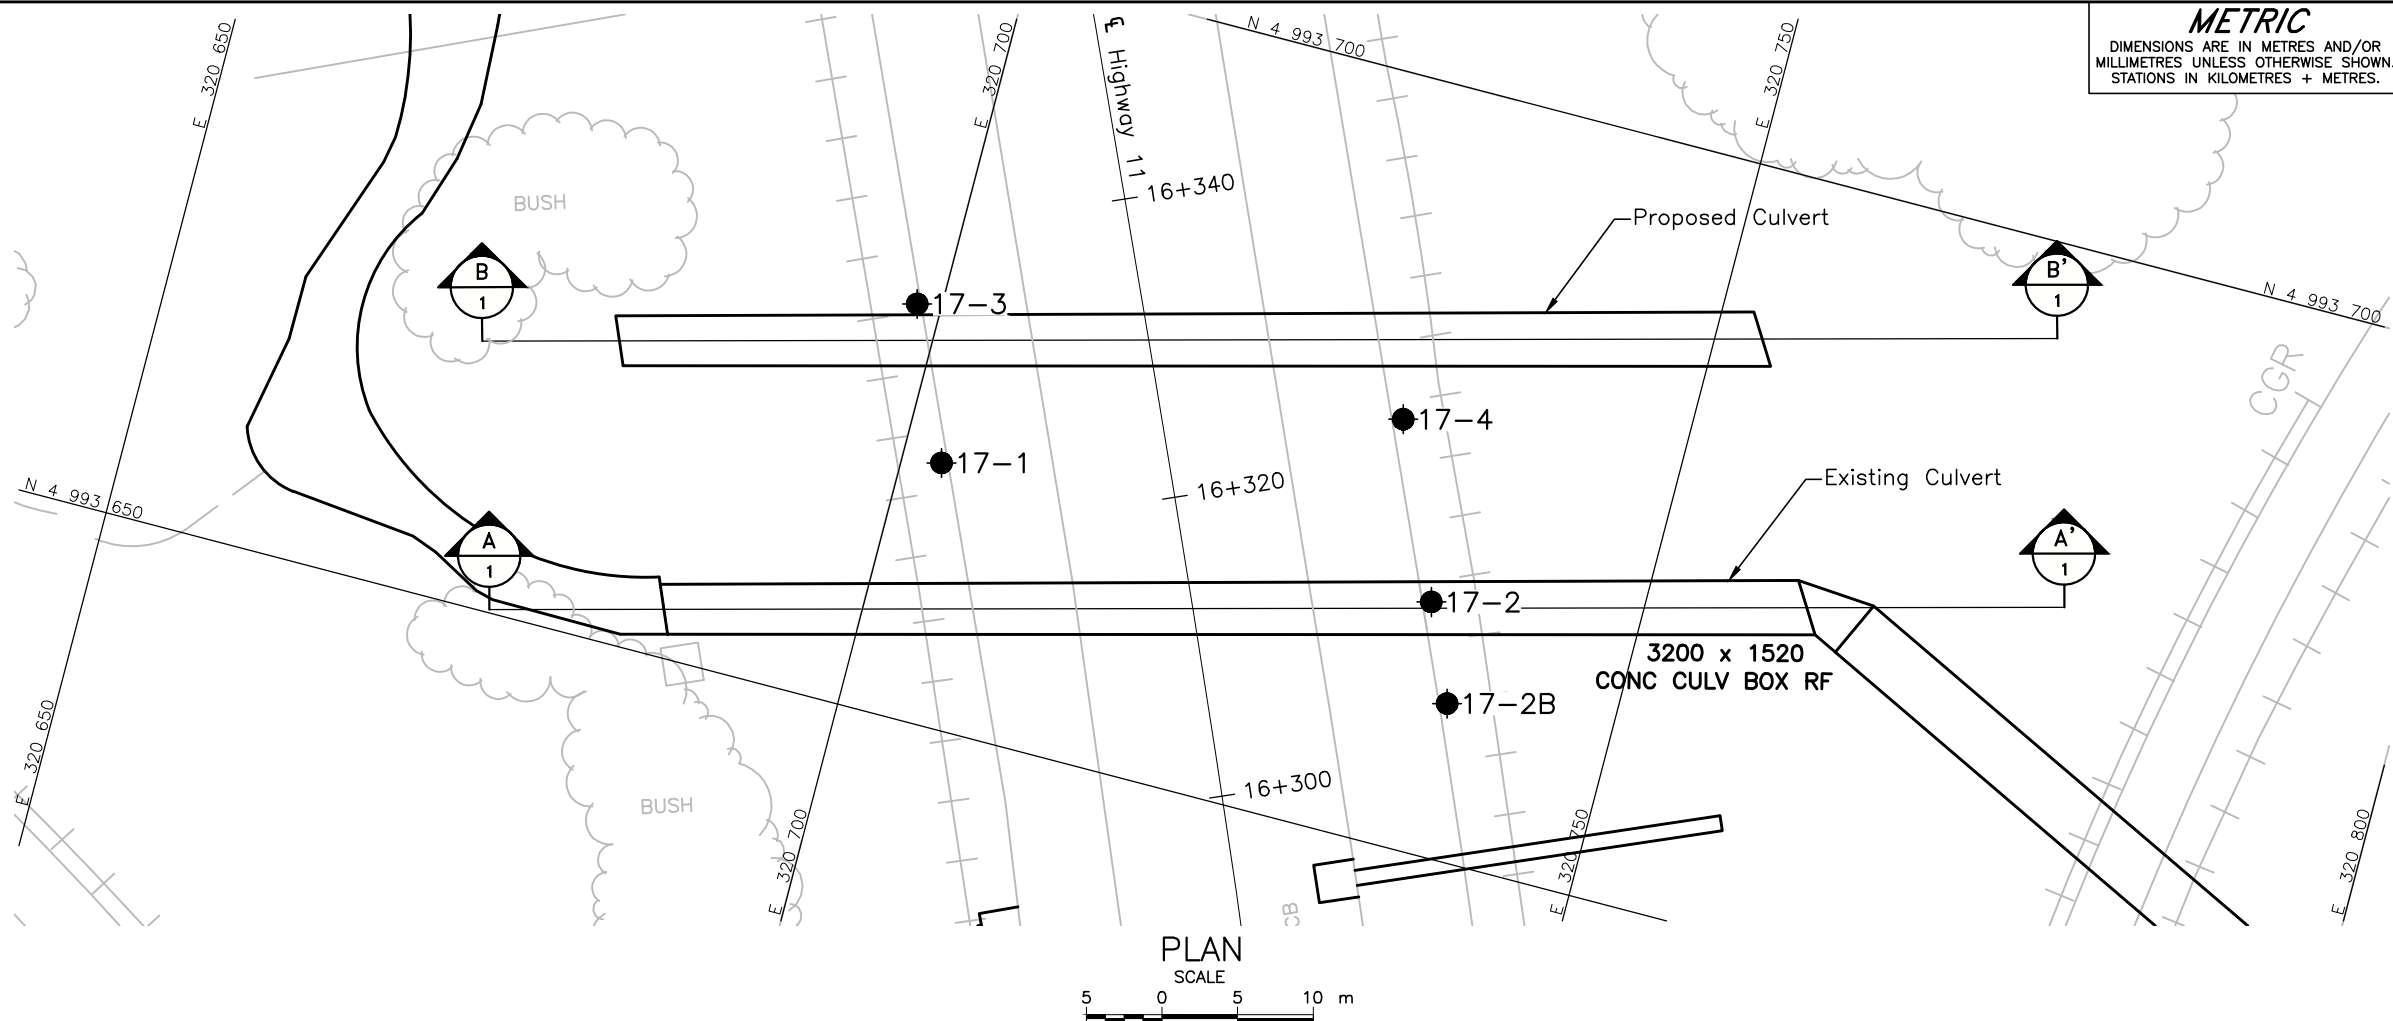 METRIC
DIMENSIONS ARE IN METRES AND/OR
MILLIMETRES UNLESS OTHERWISE SHOWN.
STATIONS IN KILOMETRES + METRES.
E 320 650
E 320 700
℄ Highway 11
N 4 993 700
E 320 750
16+340
BUSH
Proposed Culvert
B
1
B'
1
17-3
N 4 993 700
CGR
17-4
17-1
16+320
Existing Culvert
N 4 993 650
A
1
A'
1
17-2
3200 x 1520
CONC CULV BOX RF
17-2B
E 320 650
16+300
BUSH
E 320 700
E 320 750
E 320 800
CB
PLAN
SCALE
5 0 5 10 m